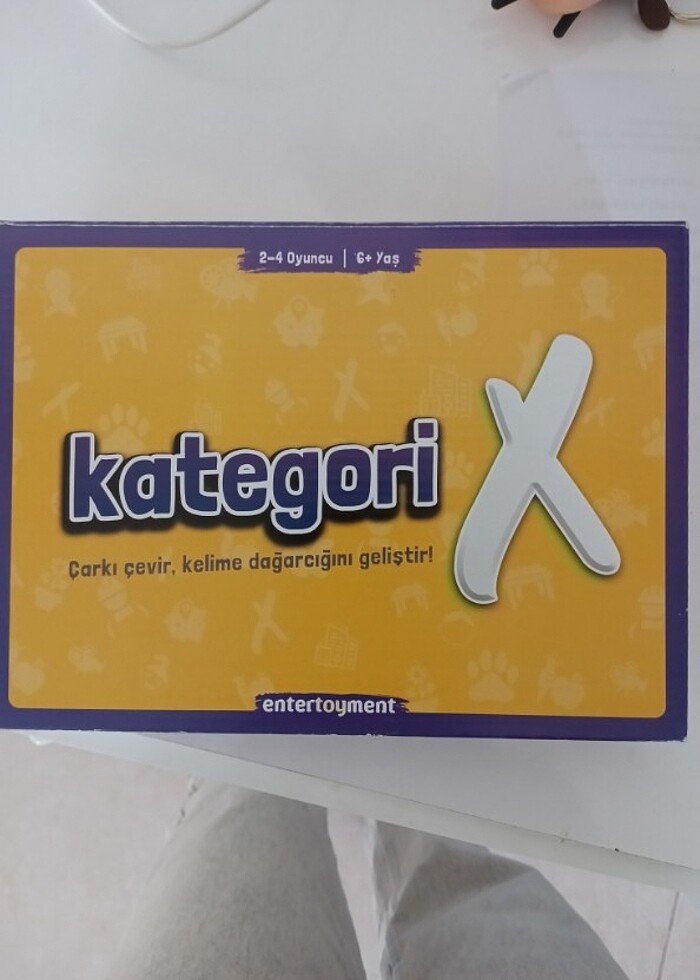 2-4 Oyuncu | 6+ Yaş
kategori X
Çarkı çevir, kelime dağarcığını geliştir!
entertoyment